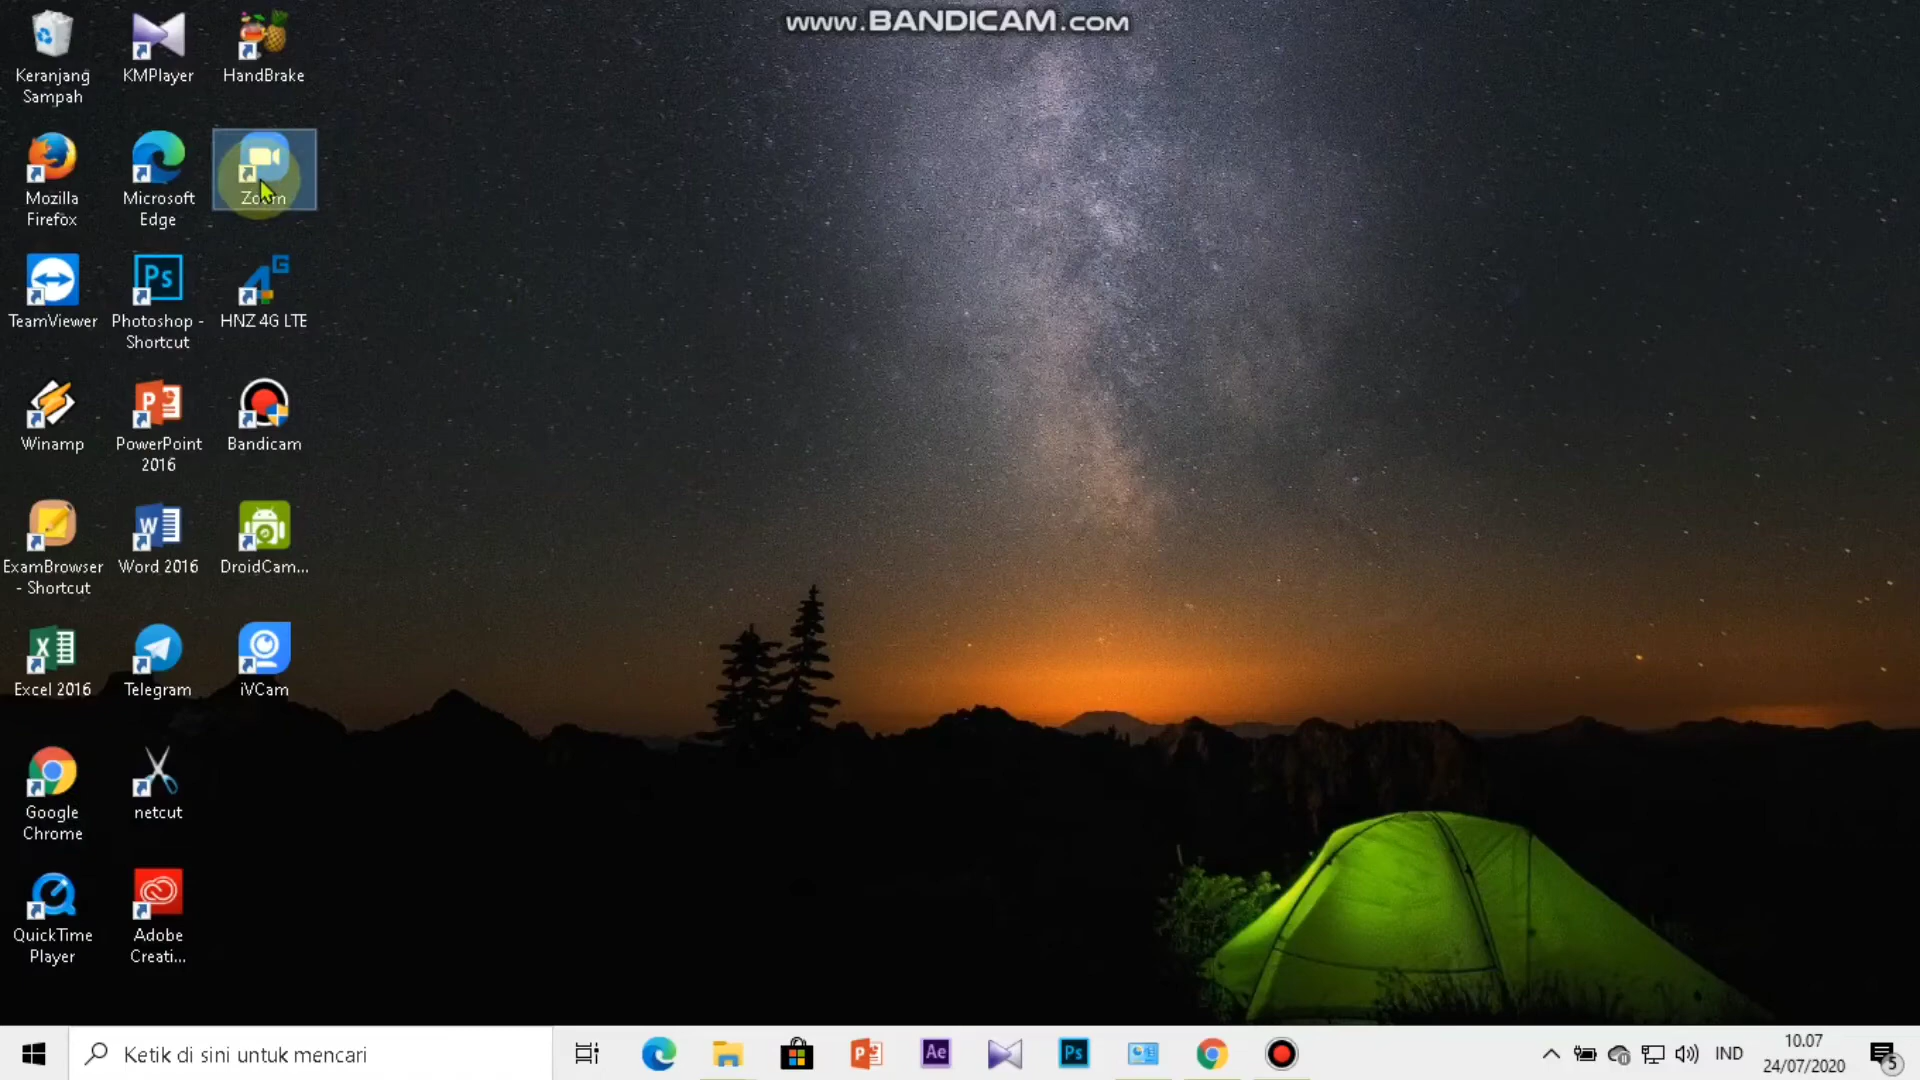 www.BANDICAM.com
Keranjang
Sampah
KMPlayer
HandBrake
Mozilla
Firefox
Microsoft
Edge
Zoom
TeamViewer
Photoshop -
Shortcut
HNZ 4G LTE
Winamp
PowerPoint
2016
Bandicam
ExamBrowser
- Shortcut
Word 2016
DroidCam...
Excel 2016
Telegram
iVCam
Google
Chrome
netcut
QuickTime
Player
Adobe
Creati...
Ketik di sini untuk mencari
IND
10.07
24/07/2020
5